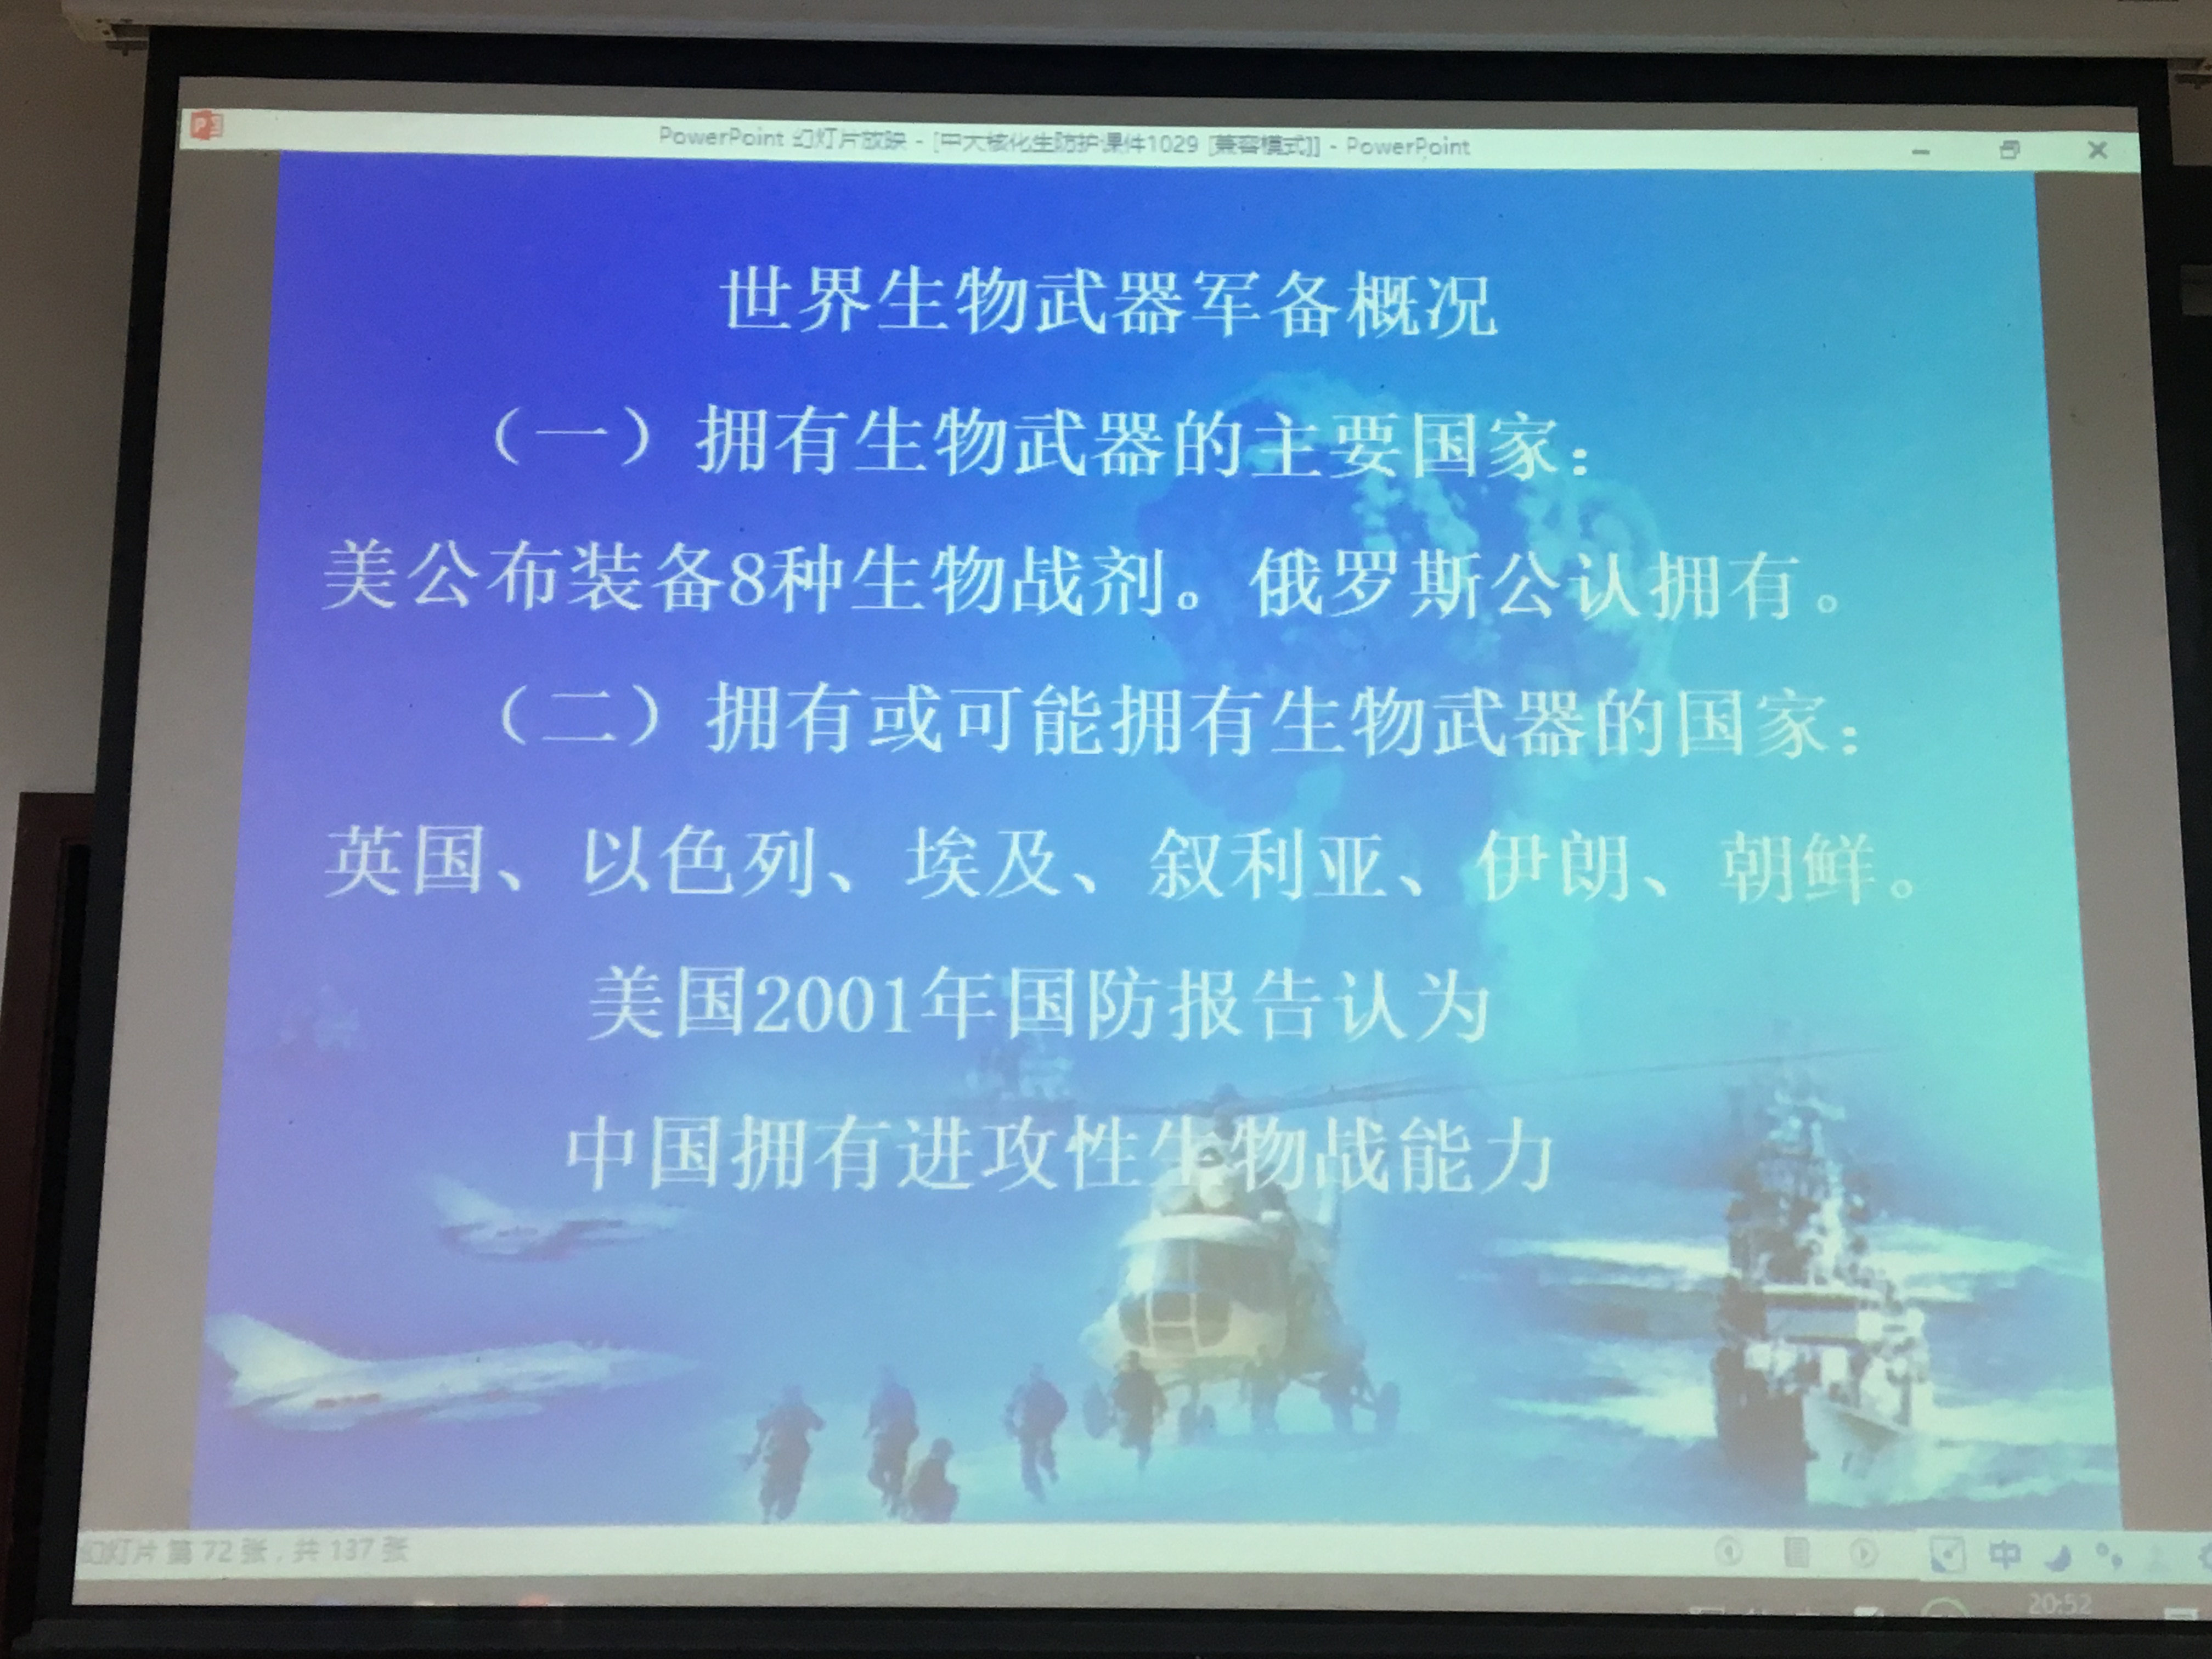 PowerPoint 幻灯片放映 - [中大核化生防护课件1029 [兼容模式]] - PowerPoint
世界生物武器军备概况
（一）拥有生物武器的主要国家：
美公布装备8种生物战剂。俄罗斯公认拥有。
（二）拥有或可能拥有生物武器的国家：
英国、以色列、埃及、叙利亚、伊朗、朝鲜。
美国2001年国防报告认为
中国拥有进攻性生物战能力
幻灯片 第 72 张，共 137 张
中
20:52